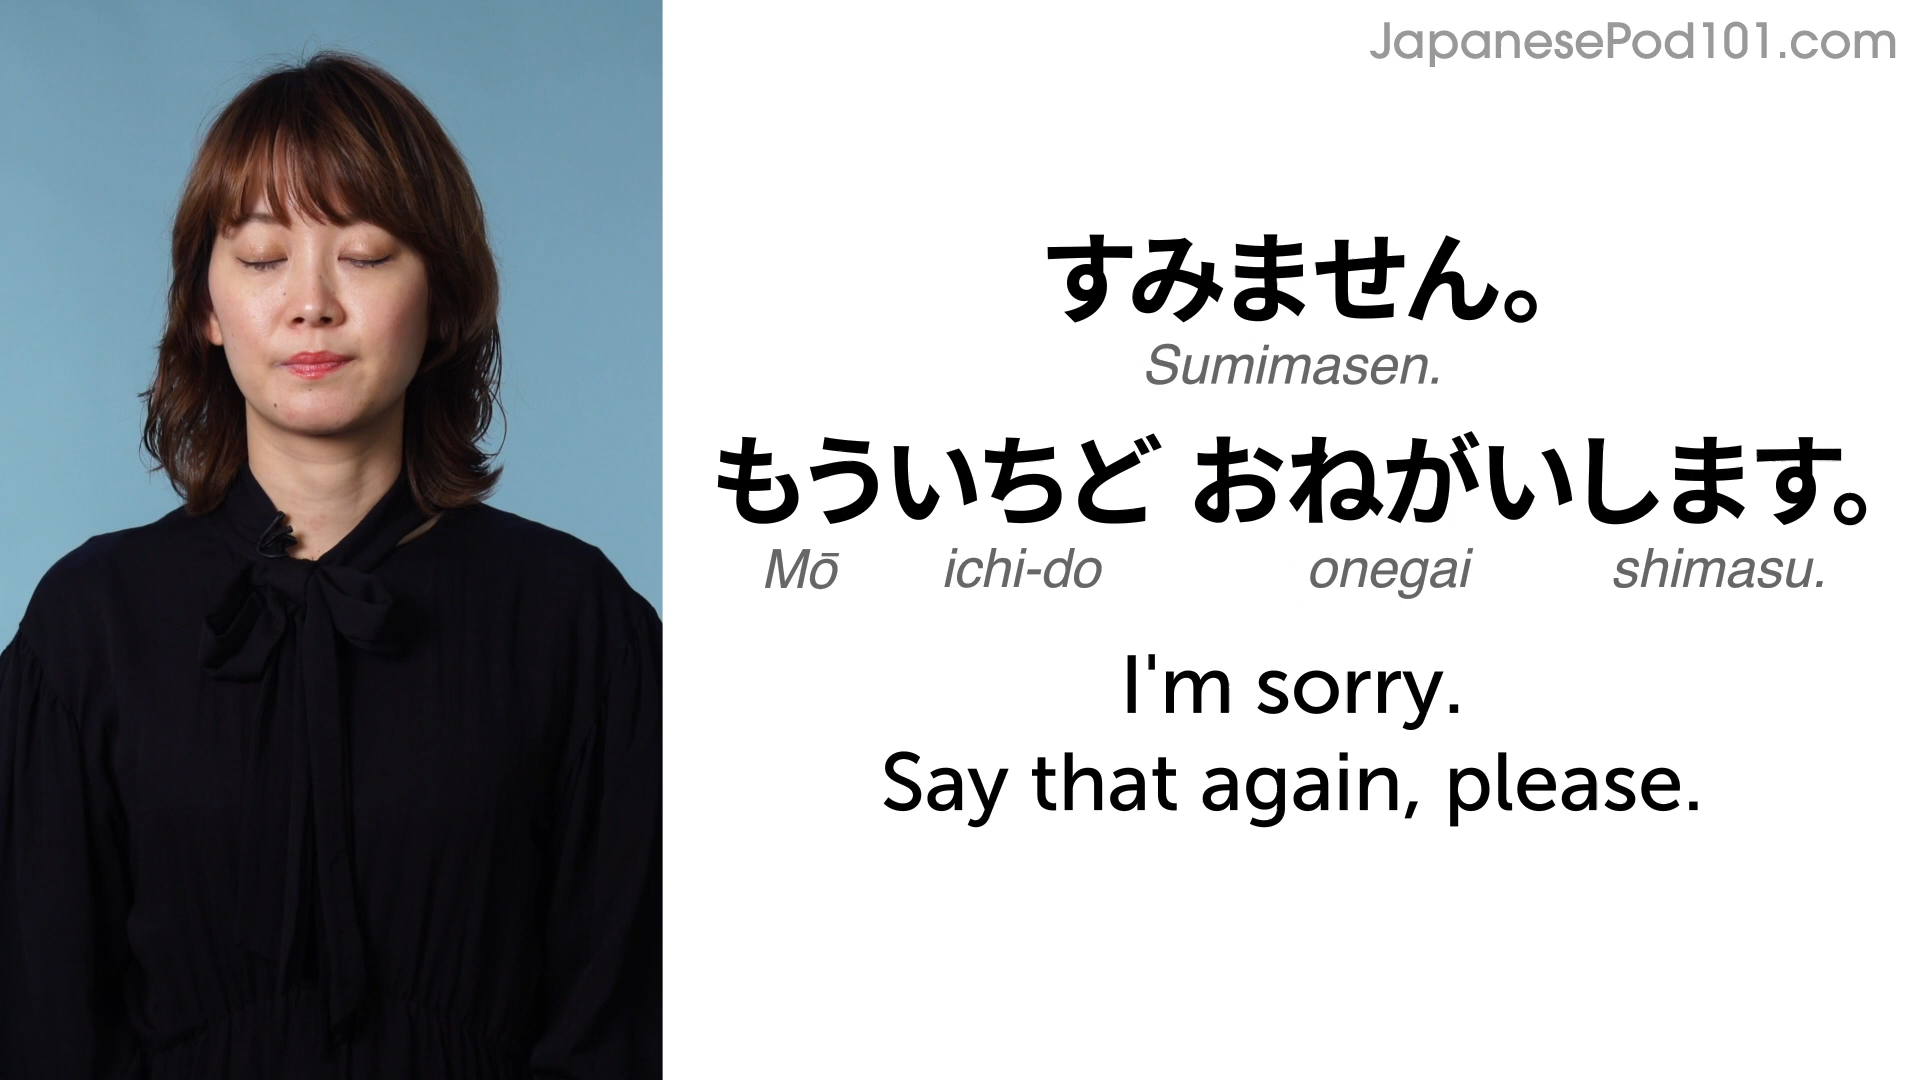 JapanesePod101.com
すみません。
Sumimasen.
もういちど おねがいします。
Mō ichi-do onegai shimasu.
I'm sorry.
Say that again, please.